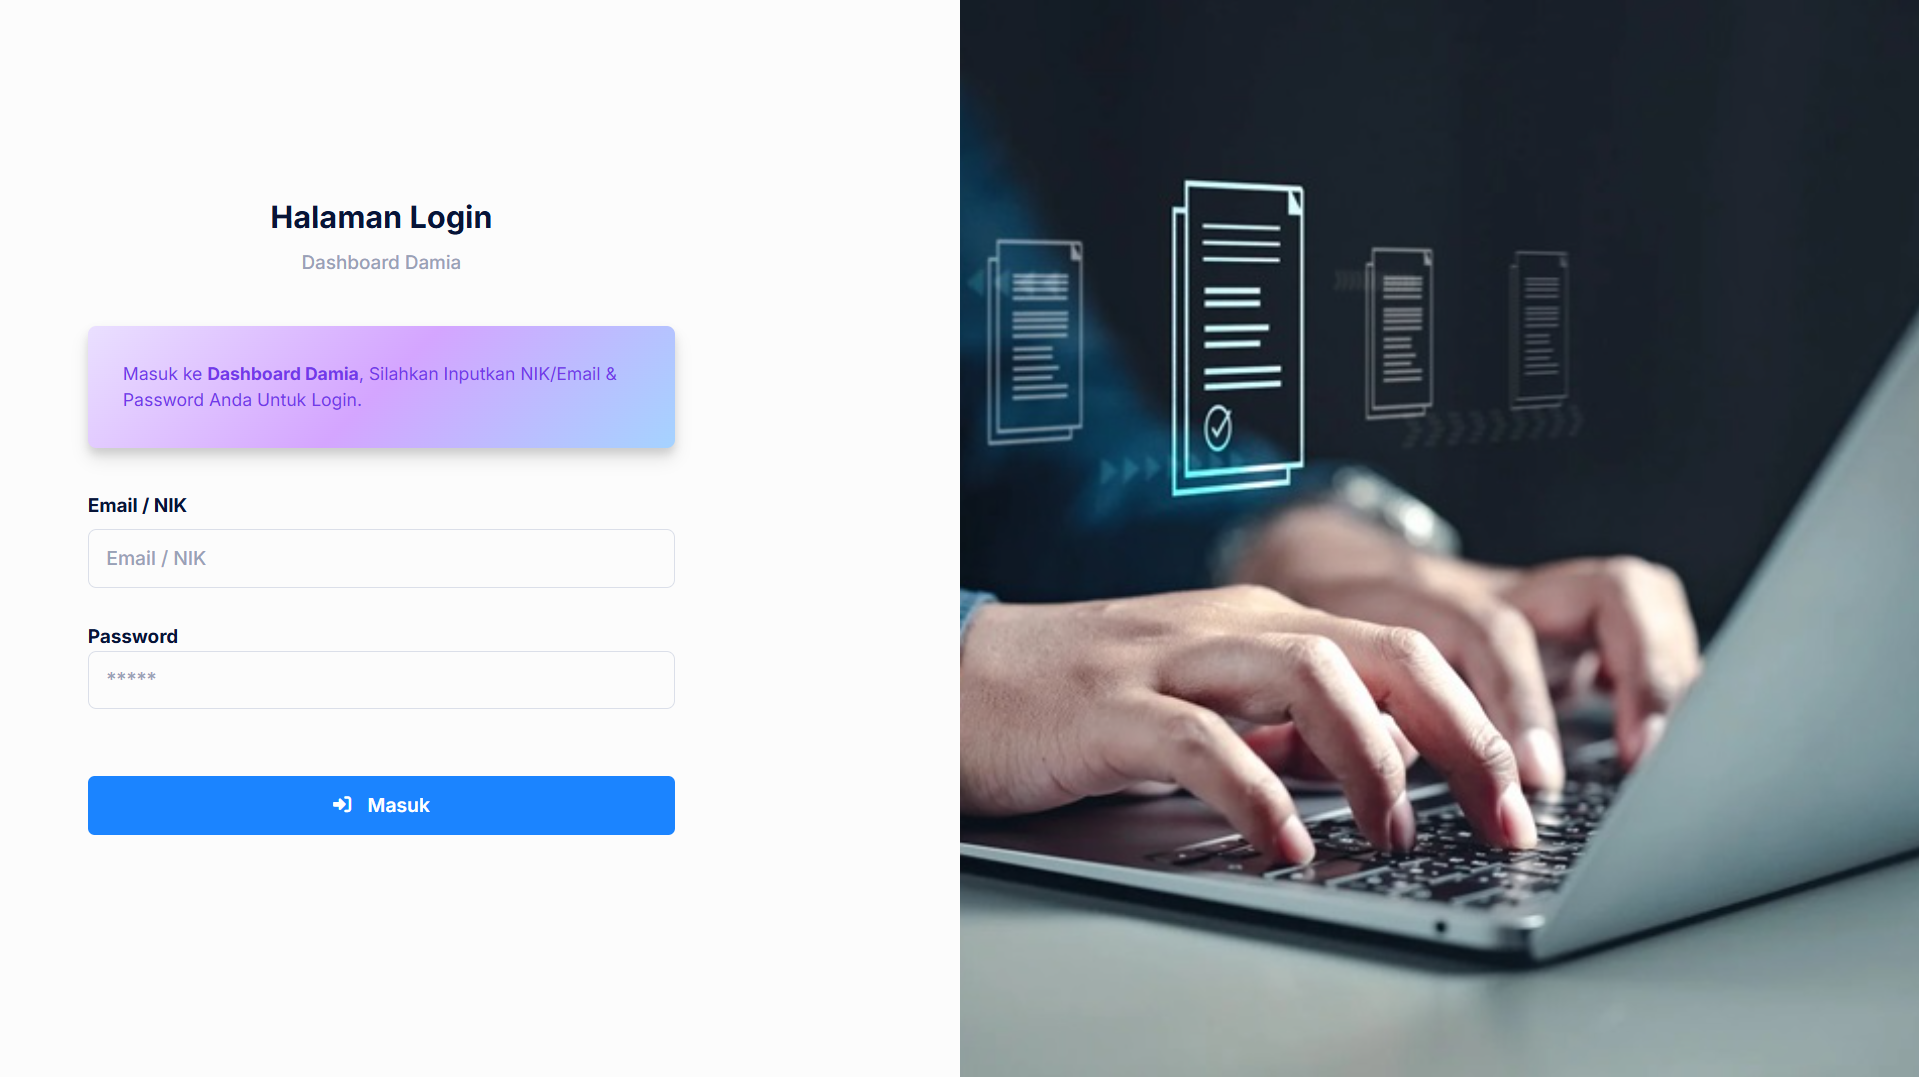 Halaman Login
Dashboard Damia
Masuk ke Dashboard Damia, Silahkan Inputkan NIK/Email &
Password Anda Untuk Login.
Email / NIK
Email / NIK
Password
*****
Masuk